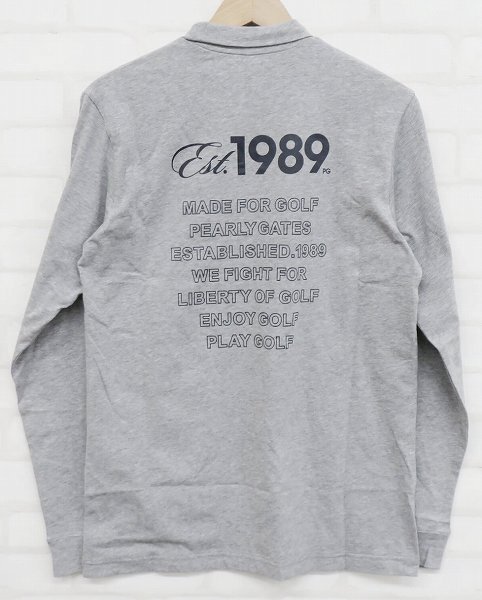 Est. 1989 PG
MADE FOR GOLF
PEARLY GATES
ESTABLISHED.1989
WE FIGHT FOR
LIBERTY OF GOLF
ENJOY GOLF
PLAY GOLF